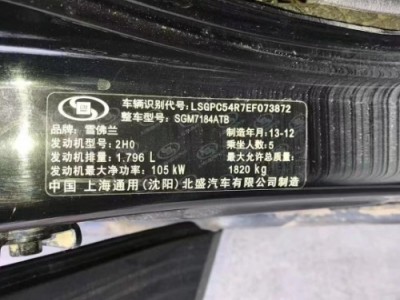 车辆识别代号: LSGPC54R7EF073872
整车型号: SGM7184ATB
品牌: 雪佛兰 制造年月: 13-12
发动机型号: 2H0 乘坐人数: 5
发动机排量: 1.796 L 最大允许总质量:
发动机最大净功率: 105 kW 1820 kg
中国 上海通用(沈阳)北盛汽车有限公司制造